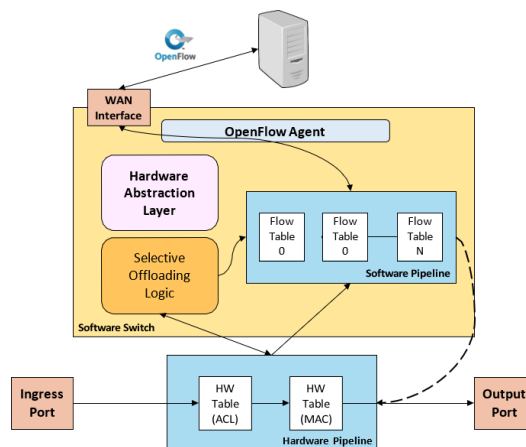 OpenFlow
WAN
Interface
OpenFlow Agent
Hardware
Abstraction
Layer
Flow
Table
0
Flow
Table
0
Flow
Table
N
Selective
Offloading
Logic
Software Pipeline
Software Switch
Ingress
Port
HW
Table
(ACL)
HW
Table
(MAC)
Output
Port
Hardware Pipeline